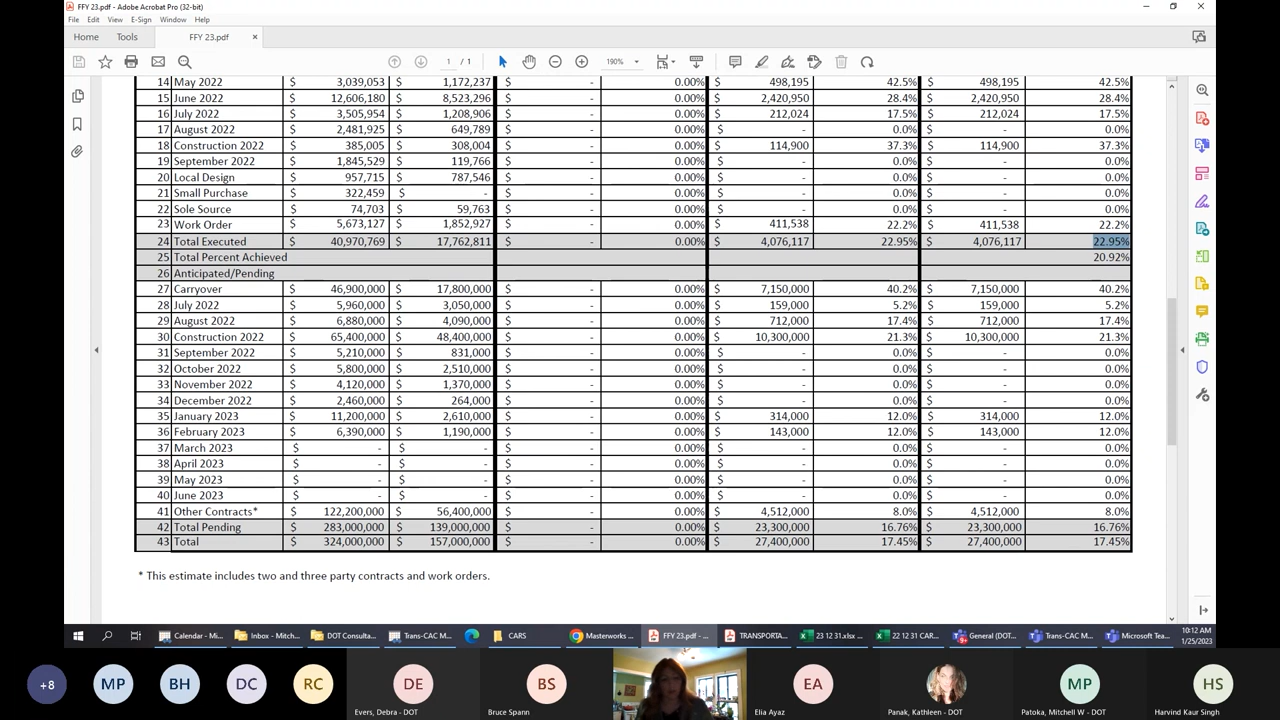 FFY 23.pdf - Adobe Acrobat Pro (32-bit)
File Edit View E-Sign Window Help
Home Tools FFY 23.pdf ×
1 / 1 190%
14 May 2022 $ 3,039,053 $ 1,172,237 $ - 0.00% $ 498,195 42.5% $ 498,195 42.5%
15 June 2022 $ 12,606,180 $ 8,523,296 $ - 0.00% $ 2,420,950 28.4% $ 2,420,950 28.4%
16 July 2022 $ 3,505,954 $ 1,208,906 $ - 0.00% $ 212,024 17.5% $ 212,024 17.5%
17 August 2022 $ 2,481,925 $ 649,789 $ - 0.00% $ - 0.0% $ - 0.0%
18 Construction 2022 $ 385,005 $ 308,004 $ - 0.00% $ 114,900 37.3% $ 114,900 37.3%
19 September 2022 $ 1,845,529 $ 119,766 $ - 0.00% $ - 0.0% $ - 0.0%
20 Local Design $ 957,715 $ 787,546 $ - 0.00% $ - 0.0% $ - 0.0%
21 Small Purchase $ 322,459 $ - $ - 0.00% $ - 0.0% $ - 0.0%
22 Sole Source $ 74,703 $ 59,763 $ - 0.00% $ - 0.0% $ - 0.0%
23 Work Order $ 5,673,127 $ 1,852,927 $ - 0.00% $ 411,538 22.2% $ 411,538 22.2%
24 Total Executed $ 40,970,769 $ 17,762,811 $ - 0.00% $ 4,076,117 22.95% $ 4,076,117 22.95%
25 Total Percent Achieved 20.92%
26 Anticipated/Pending
27 Carryover $ 46,900,000 $ 17,800,000 $ - 0.00% $ 7,150,000 40.2% $ 7,150,000 40.2%
28 July 2022 $ 5,960,000 $ 3,050,000 $ - 0.00% $ 159,000 5.2% $ 159,000 5.2%
29 August 2022 $ 6,880,000 $ 4,090,000 $ - 0.00% $ 712,000 17.4% $ 712,000 17.4%
30 Construction 2022 $ 65,400,000 $ 48,400,000 $ - 0.00% $ 10,300,000 21.3% $ 10,300,000 21.3%
31 September 2022 $ 5,210,000 $ 831,000 $ - 0.00% $ - 0.0% $ - 0.0%
32 October 2022 $ 5,800,000 $ 2,510,000 $ - 0.00% $ - 0.0% $ - 0.0%
33 November 2022 $ 4,120,000 $ 1,370,000 $ - 0.00% $ - 0.0% $ - 0.0%
34 December 2022 $ 2,460,000 $ 264,000 $ - 0.00% $ - 0.0% $ - 0.0%
35 January 2023 $ 11,200,000 $ 2,610,000 $ - 0.00% $ 314,000 12.0% $ 314,000 12.0%
36 February 2023 $ 6,390,000 $ 1,190,000 $ - 0.00% $ 143,000 12.0% $ 143,000 12.0%
37 March 2023 $ - $ - $ - 0.00% $ - 0.0% $ - 0.0%
38 April 2023 $ - $ - $ - 0.00% $ - 0.0% $ - 0.0%
39 May 2023 $ - $ - $ - 0.00% $ - 0.0% $ - 0.0%
40 June 2023 $ - $ - $ - 0.00% $ - 0.0% $ - 0.0%
41 Other Contracts* $ 122,200,000 $ 56,400,000 $ - 0.00% $ 4,512,000 8.0% $ 4,512,000 8.0%
42 Total Pending $ 283,000,000 $ 139,000,000 $ - 0.00% $ 23,300,000 16.76% $ 23,300,000 16.76%
43 Total $ 324,000,000 $ 157,000,000 $ - 0.00% $ 27,400,000 17.45% $ 27,400,000 17.45%
* This estimate includes two and three party contracts and work orders.
Calendar - Mi... Inbox - Mitch... DOT Consulta... Trans-CAC M... CARS Masterworks ... FFY 23.pdf - ... TRANSPORTA... 23 12 31.xlsx ... 22 12 31 CAR... General (DOT... Trans-CAC M... Microsoft Tea... 10:12 AM
1/25/2023
+8 MP BH DC RC DE BS EA MP HS
Evers, Debra - DOT Bruce Spann Elia Ayaz Panak, Kathleen - DOT Patoka, Mitchell W - DOT Harvind Kaur Singh